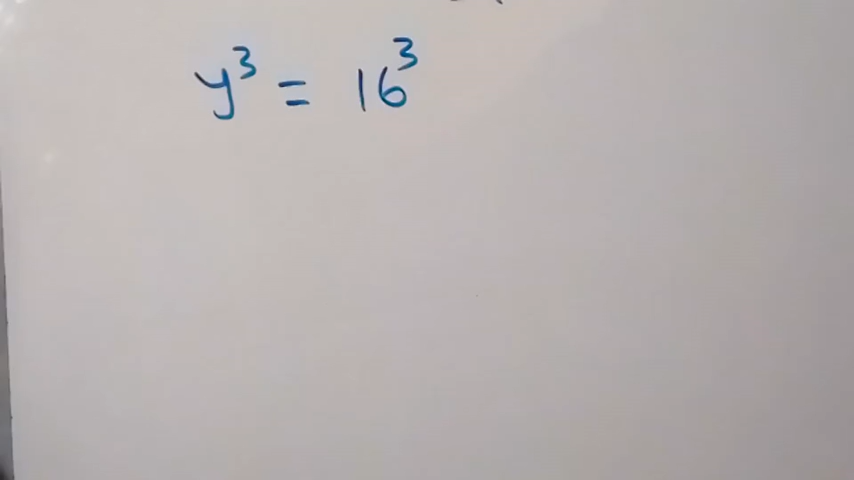 y³ = 16³